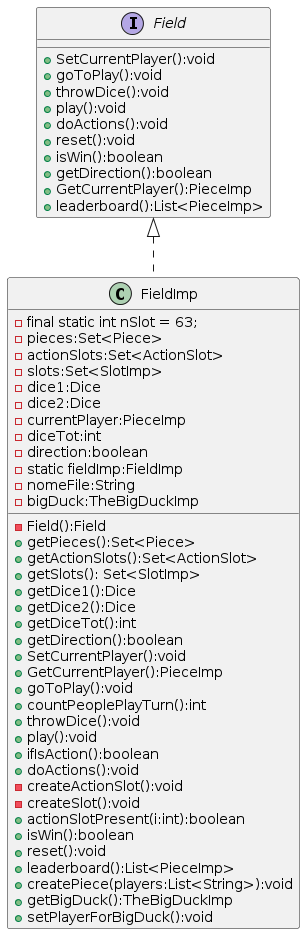 I Field
SetCurrentPlayer():void
goToPlay():void
throwDice():void
play():void
doActions():void
reset():void
isWin():boolean
getDirection():boolean
GetCurrentPlayer():PieceImp
leaderboard():List<PieceImp>
C FieldImp
final static int nSlot = 63;
pieces:Set<Piece>
actionSlots:Set<ActionSlot>
slots:Set<SlotImp>
dice1:Dice
dice2:Dice
currentPlayer:PieceImp
diceTot:int
direction:boolean
static fieldImp:FieldImp
nomeFile:String
bigDuck:TheBigDuckImp
Field():Field
getPieces():Set<Piece>
getActionSlots():Set<ActionSlot>
getSlots(): Set<SlotImp>
getDice1():Dice
getDice2():Dice
getDiceTot():int
getDirection():boolean
SetCurrentPlayer():void
GetCurrentPlayer():PieceImp
goToPlay():void
countPeoplePlayTurn():int
throwDice():void
play():void
ifIsAction():boolean
doActions():void
createActionSlot():void
createSlot():void
actionSlotPresent(i:int):boolean
isWin():boolean
reset():void
leaderboard():List<PieceImp>
createPiece(players:List<String>):void
getBigDuck():TheBigDuckImp
setPlayerForBigDuck():void